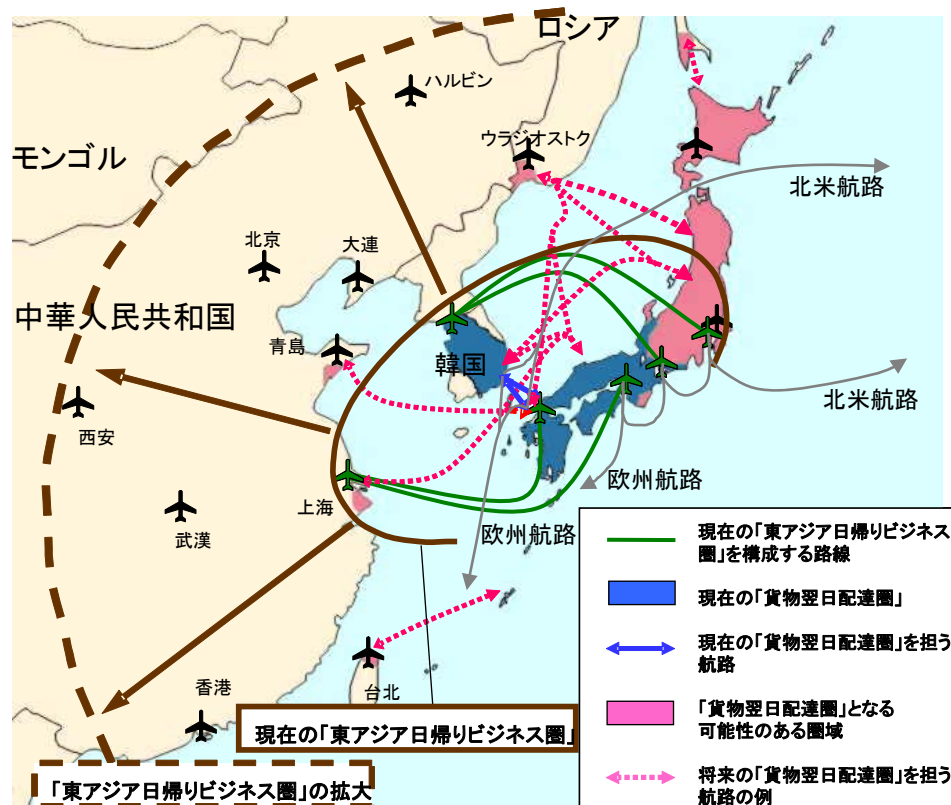 ロシア
ハルビン
ウラジオストク
モンゴル
北米航路
北京
大連
中華人民共和国
青島
韓国
北米航路
西安
上海
欧州航路
武漢
欧州航路
台北
香港
現在の「東アジア日帰りビジネス圏」
「東アジア日帰りビジネス圏」の拡大
現在の「東アジア日帰りビジネス
圏」を構成する路線
現在の「貨物翌日配達圏」
現在の「貨物翌日配達圏」を担う
航路
「貨物翌日配達圏」となる
可能性のある圏域
将来の「貨物翌日配達圏」を担う
航路の例